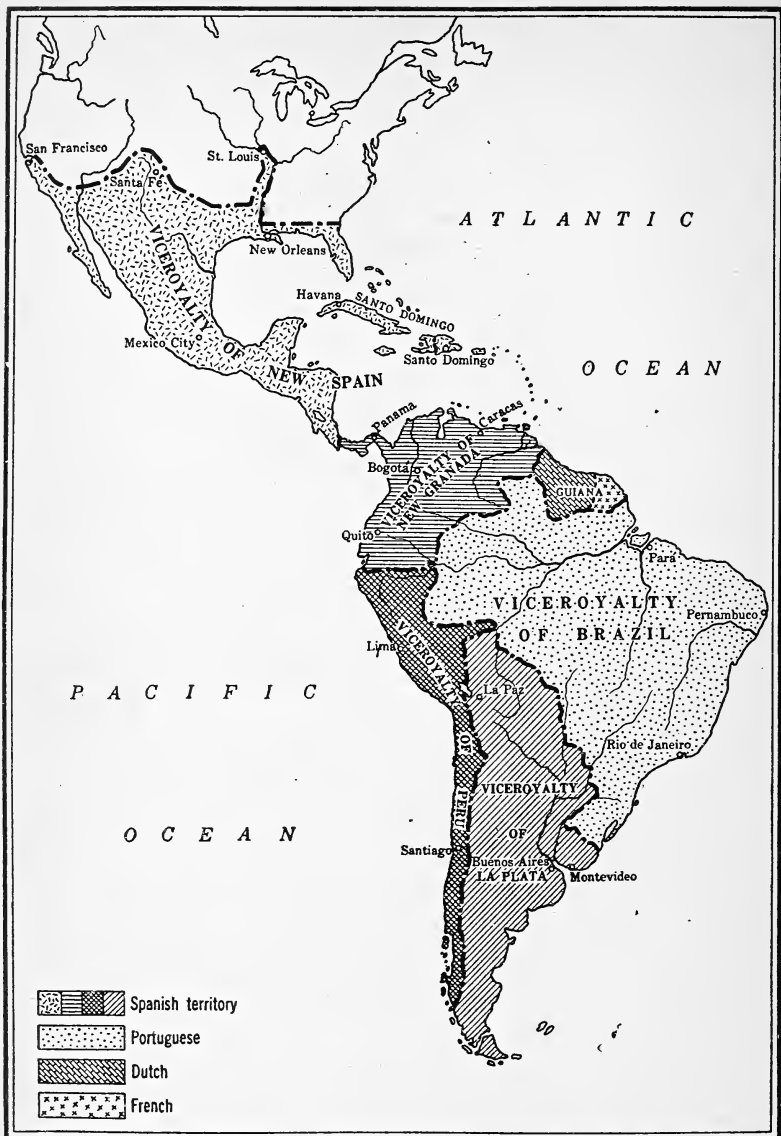 San Francisco
St. Louis
Santa Fé
ATLANTIC
New Orleans
VICEROYALTY OF NEW SPAIN
Havana
SANTO DOMINGO
Mexico City
Santo Domingo
OCEAN
Panama
Caracas
Bogotá
VICEROYALTY OF
NEW GRANADA
GUIANA
Quito
Pará
VICEROYALTY
OF BRAZIL
Pernambuco
Lima
VICEROYALTY OF PERU
PACIFIC
La Paz
Rio de Janeiro
VICEROYALTY
OCEAN
OF
Santiago
Buenos Aires
LA PLATA
Montevideo
Spanish territory
Portuguese
Dutch
French